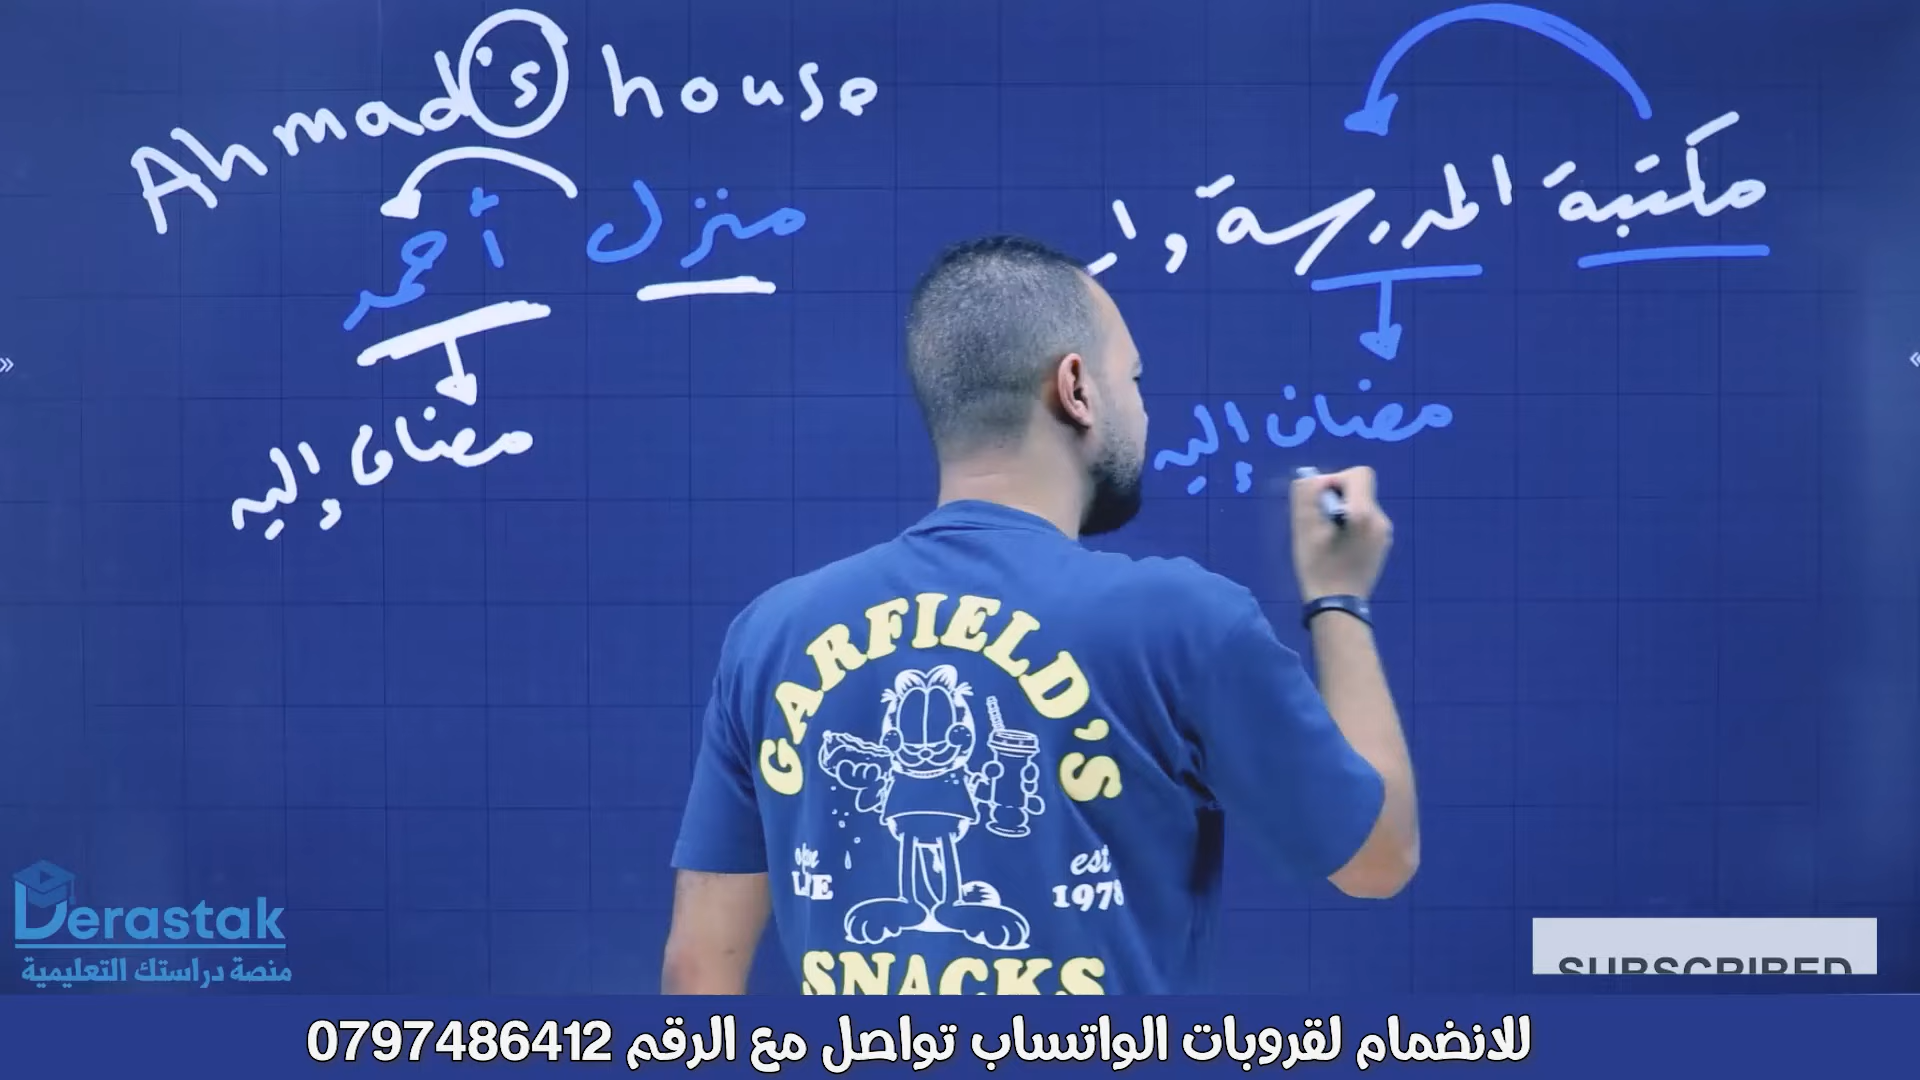 Ahmad's house
منزل أحمد
مضاف إليه
مكتبة المدرسة
مضاف إليه
GARFIELD'S
est
1978
SNACKS
Derastak
منصة دراستك التعليمية
SUBSCRIBED
للانضمام لقروبات الواتساب تواصل مع الرقم 0797486412